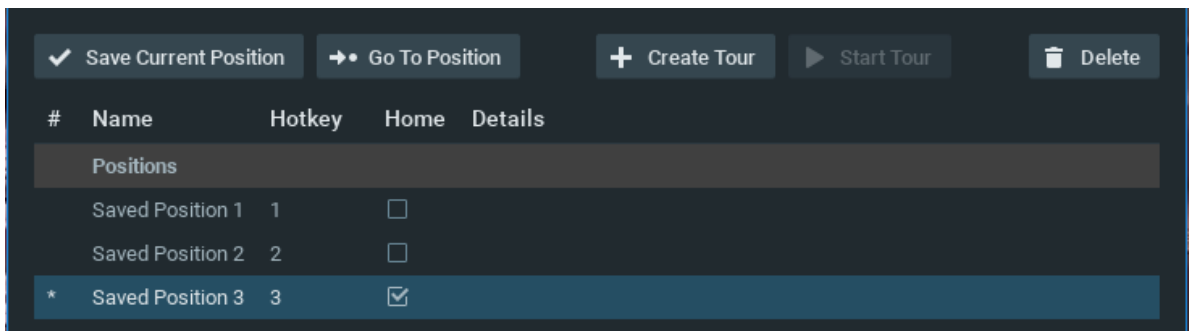 Save Current Position Go To Position Create Tour Start Tour Delete
# Name Hotkey Home Details
Positions
Saved Position 1 1
Saved Position 2 2
* Saved Position 3 3